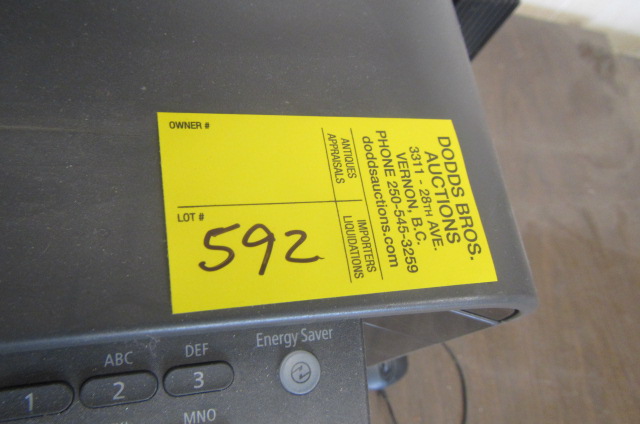 OWNER #
LOT #
592
ANTIQUES
APPRAISALS
IMPORTERS
LIQUIDATIONS
DODDS BROS.
AUCTIONS
3311 - 28TH AVE.
VERNON, B.C.
PHONE 250-545-3259
doddsauctions.com
Energy Saver
ABC
DEF
1
2
3
MNO